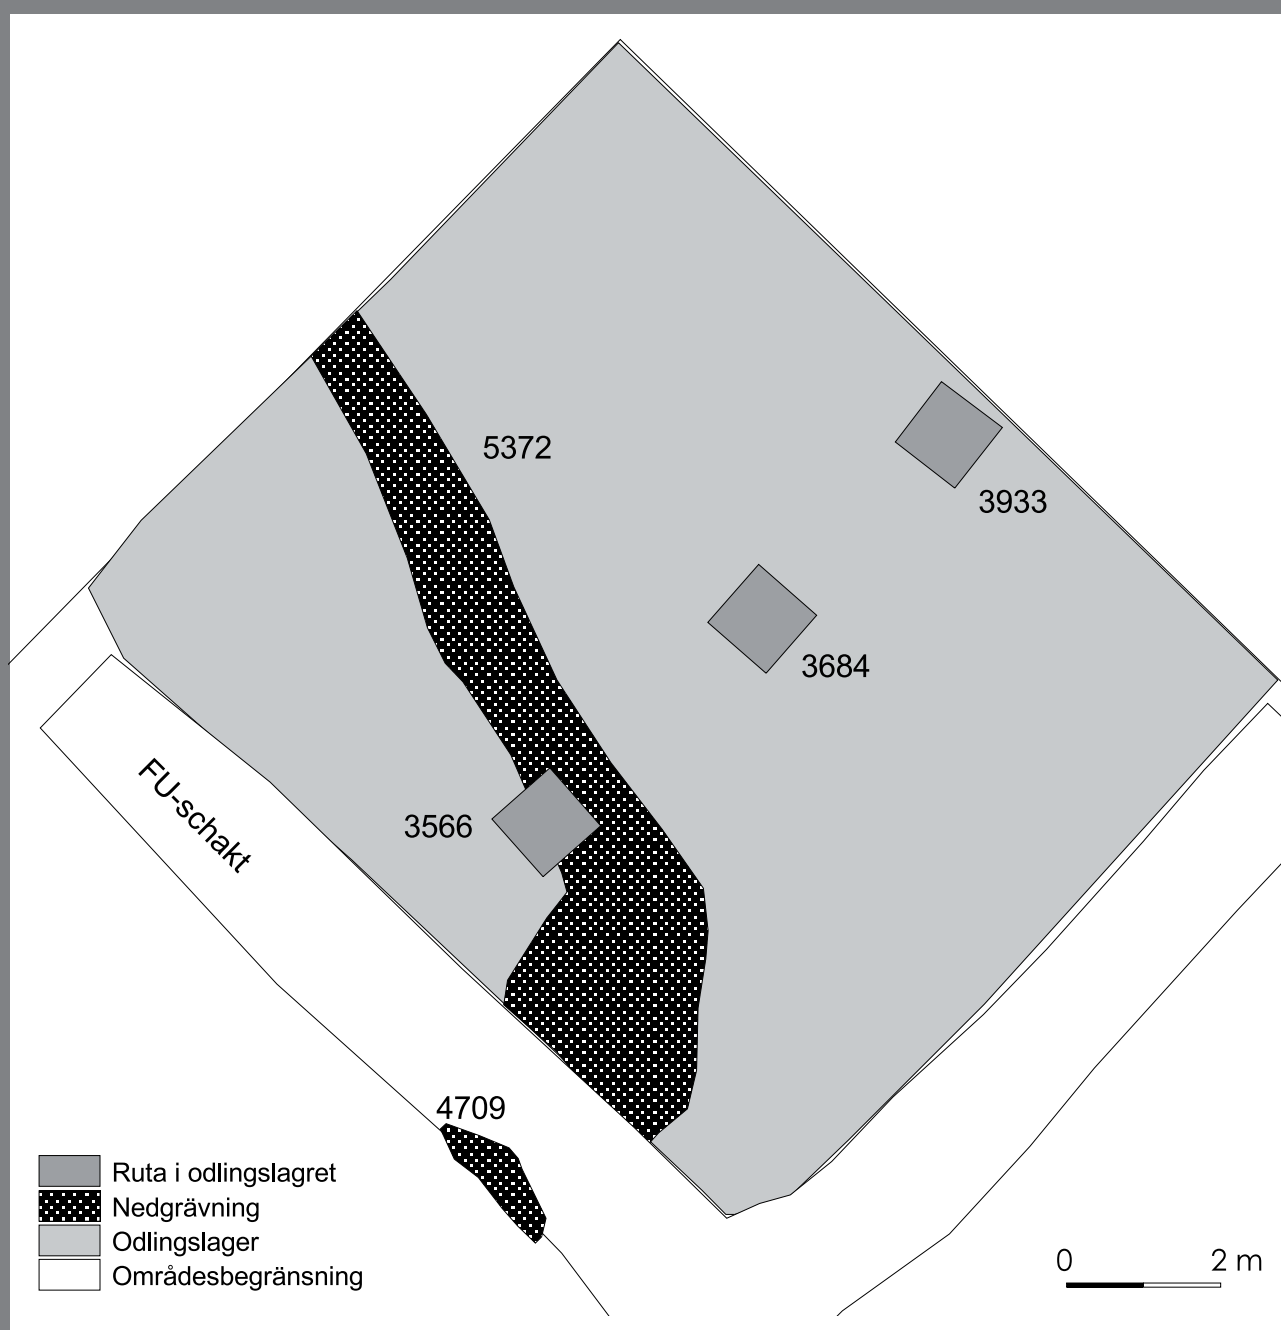 5372
3933
3684
3566
FU-schakt
4709
Ruta i odlingslagret
Nedgrävning
Odlingslager
Områdesbegränsning
0 2 m